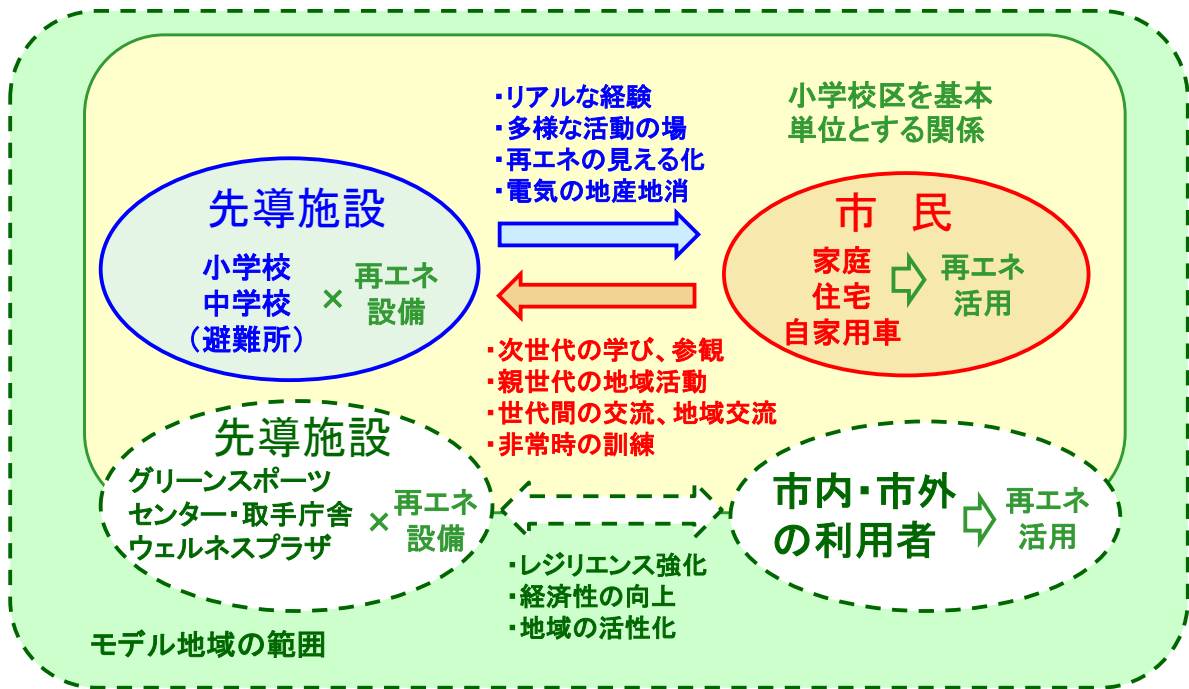 ・リアルな経験
・多様な活動の場
・再エネの見える化
・電気の地産地消
小学校区を基本
単位とする関係
先導施設
小学校
中学校
（避難所）
×
再エネ
設備
市 民
家庭
住宅
自家用車
再エネ
活用
・次世代の学び、参観
・親世代の地域活動
・世代間の交流、地域交流
・非常時の訓練
先導施設
グリーンスポーツ
センター・取手庁舎
ウェルネスプラザ
×
再エネ
設備
市内・市外
の利用者
再エネ
活用
・レジリエンス強化
・経済性の向上
・地域の活性化
モデル地域の範囲